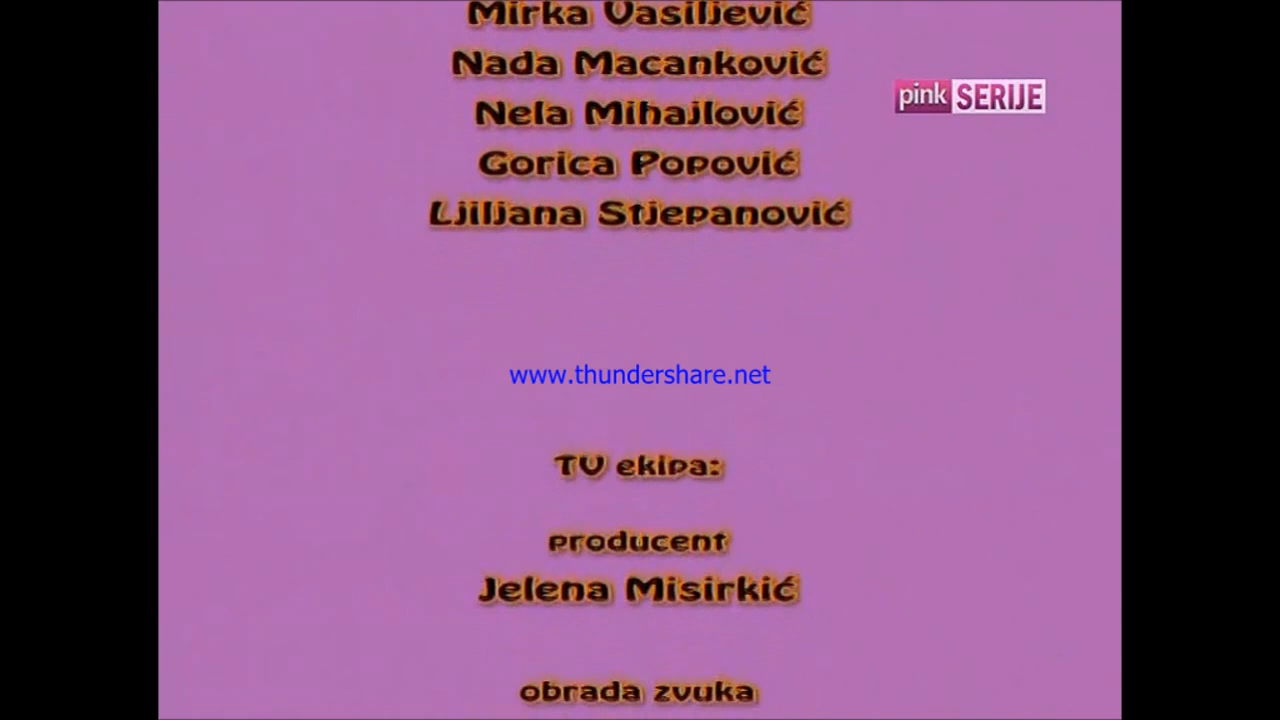 Mirka Vasiljević
Nada Macanković
pink SERIJE
Nela Mihajlović
Gorica Popović
Ljiljana Stjepanović
www.thundershare.net
TV ekipa:
producent
Jelena Misirkić
obrada zvuka